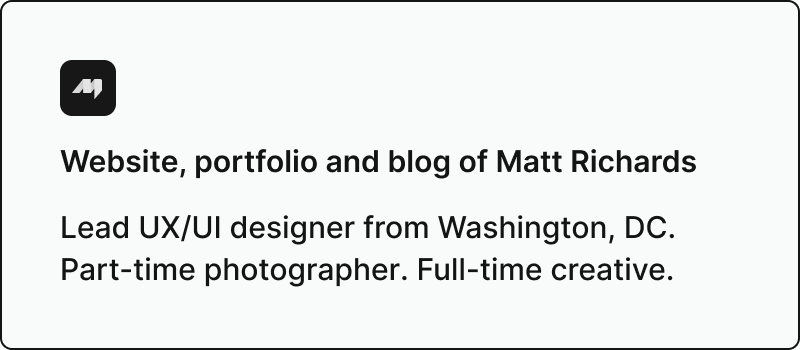 Website, portfolio and blog of Matt Richards
Lead UX/UI designer from Washington, DC.
Part-time photographer. Full-time creative.